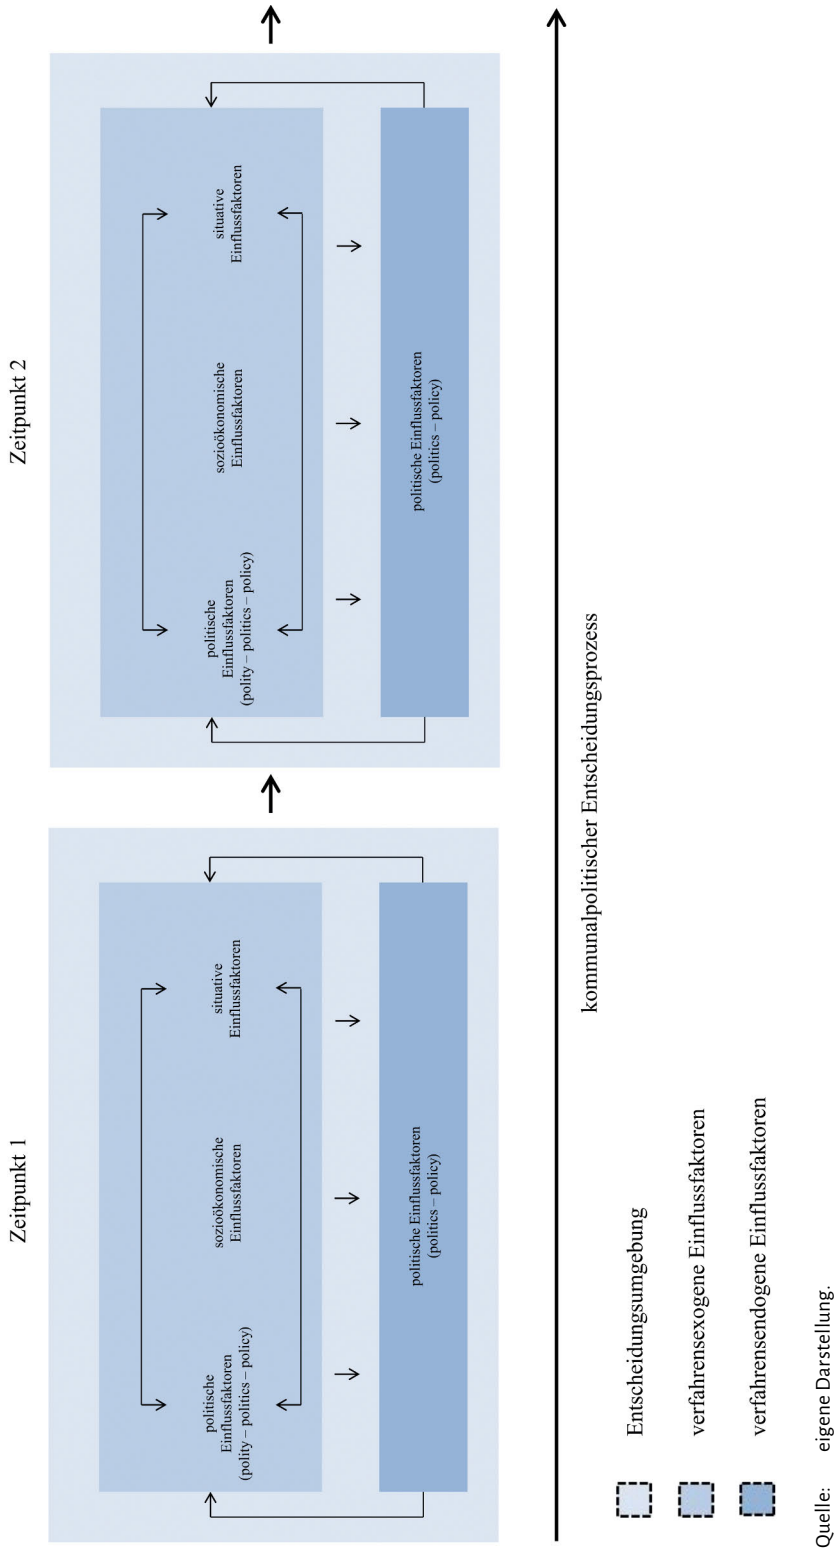 Zeitpunkt 1
politische
Einflussfaktoren
(polity – politics – policy)
sozioökonomische
Einflussfaktoren
situative
Einflussfaktoren
politische Einflussfaktoren
(politics – policy)
Zeitpunkt 2
politische
Einflussfaktoren
(polity – politics – policy)
sozioökonomische
Einflussfaktoren
situative
Einflussfaktoren
politische Einflussfaktoren
(politics – policy)
kommunalpolitischer Entscheidungsprozess
Entscheidungsumgebung
verfahrensexogene Einflussfaktoren
verfahrensendogene Einflussfaktoren
Quelle: eigene Darstellung.